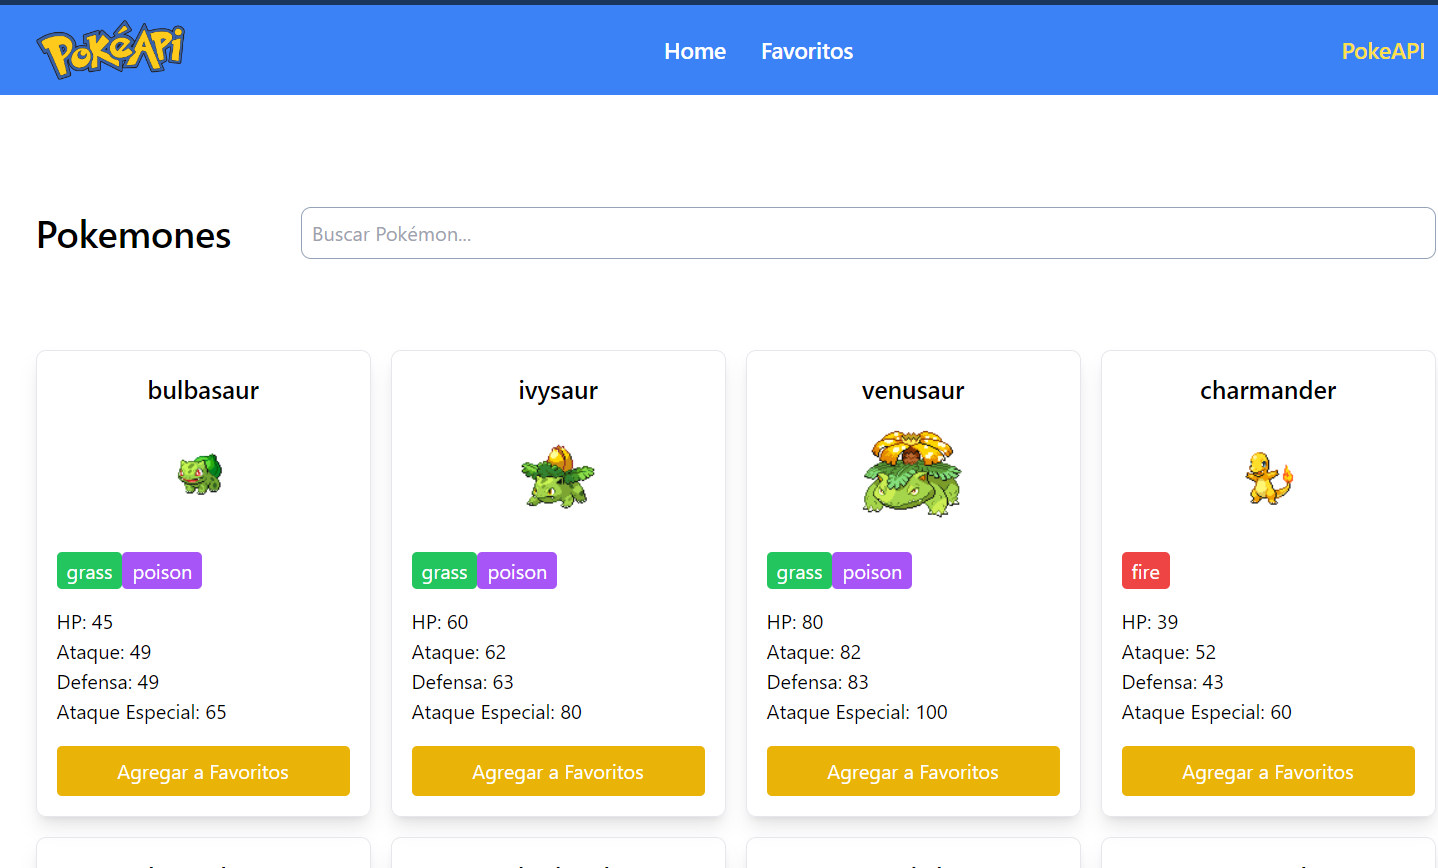 PokéApi
Home Favoritos PokeAPI
Pokemones Buscar Pokémon...
bulbasaur ivysaur venusaur charmander
grass poison grass poison grass poison fire
HP: 45 HP: 60 HP: 80 HP: 39
Ataque: 49 Ataque: 62 Ataque: 82 Ataque: 52
Defensa: 49 Defensa: 63 Defensa: 83 Defensa: 43
Ataque Especial: 65 Ataque Especial: 80 Ataque Especial: 100 Ataque Especial: 60
Agregar a Favoritos Agregar a Favoritos Agregar a Favoritos Agregar a Favoritos